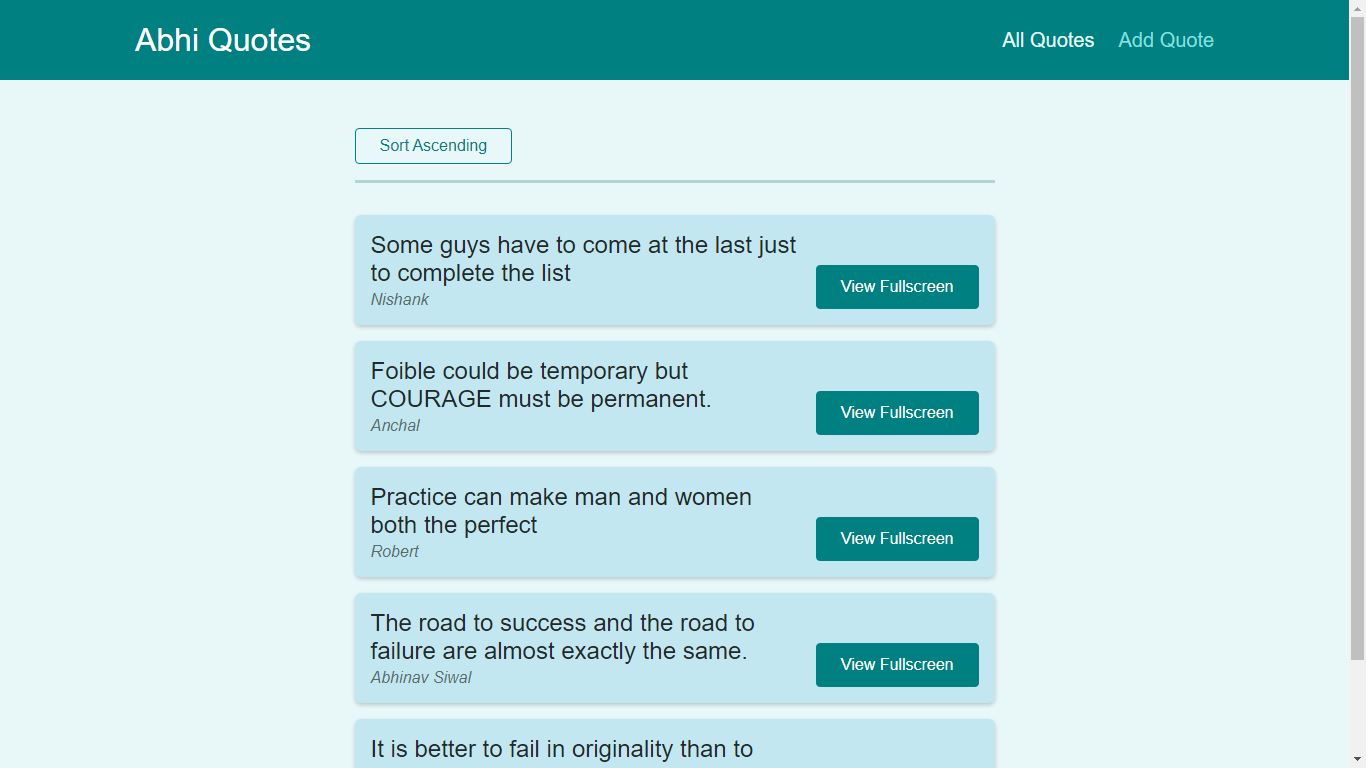 Abhi Quotes
All Quotes
Add Quote
Sort Ascending
Some guys have to come at the last just
to complete the list
Nishank
View Fullscreen
Foible could be temporary but
COURAGE must be permanent.
Anchal
View Fullscreen
Practice can make man and women
both the perfect
Robert
View Fullscreen
The road to success and the road to
failure are almost exactly the same.
Abhinav Siwal
View Fullscreen
It is better to fail in originality than to